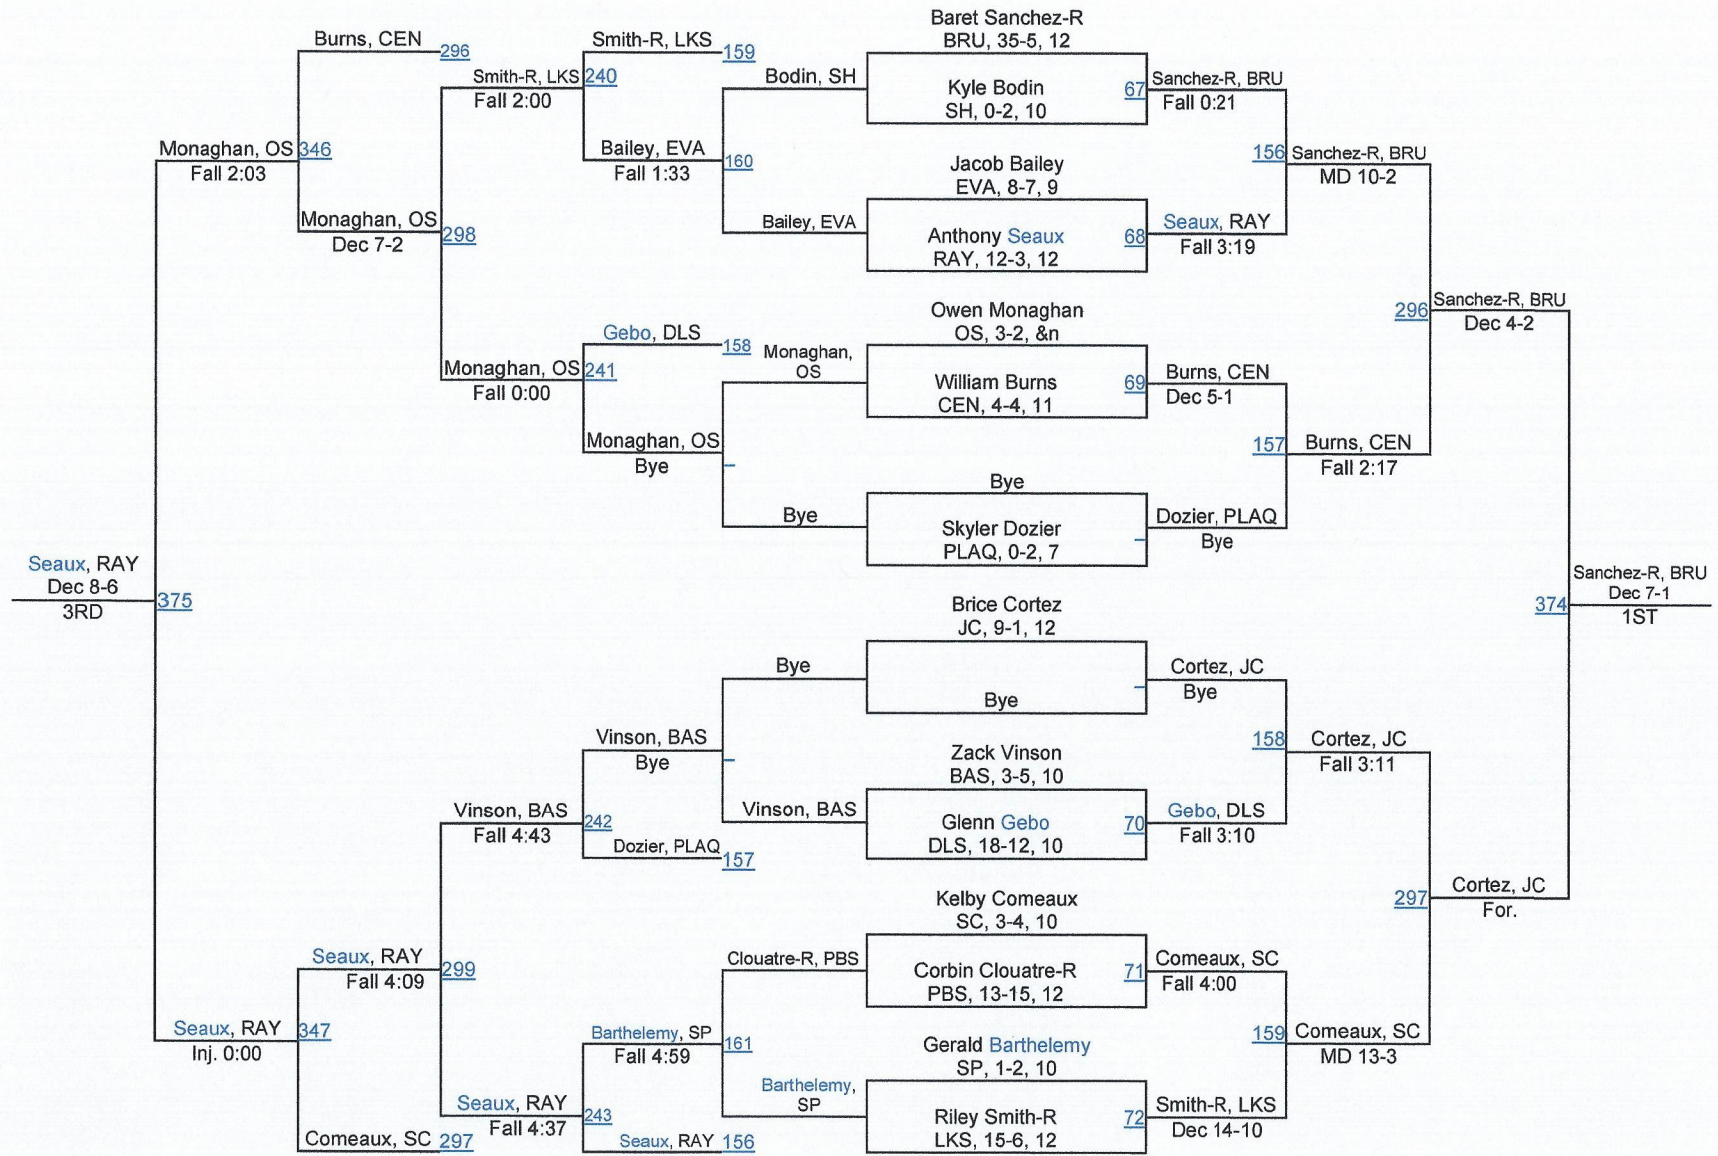 Baret Sanchez-R
BRU, 35-5, 12
Burns, CEN
296
Smith-R, LKS
159
Smith-R, LKS
240
Fall 2:00
Bodin, SH
Kyle Bodin
SH, 0-2, 10
67
Sanchez-R, BRU
Fall 0:21
Monaghan, OS
346
Fall 2:03
Bailey, EVA
Fall 1:33
160
Jacob Bailey
EVA, 8-7, 9
156
Sanchez-R, BRU
MD 10-2
Monaghan, OS
Dec 7-2
298
Bailey, EVA
Anthony Seaux
RAY, 12-3, 12
68
Seaux, RAY
Fall 3:19
Owen Monaghan
OS, 3-2, &n
296
Sanchez-R, BRU
Dec 4-2
Gebo, DLS
158
Monaghan, OS
241
Fall 0:00
Monaghan,
OS
William Burns
CEN, 4-4, 11
69
Burns, CEN
Dec 5-1
Monaghan, OS
Bye
157
Burns, CEN
Fall 2:17
Bye
Bye
Skyler Dozier
PLAQ, 0-2, 7
Dozier, PLAQ
Bye
Seaux, RAY
Dec 8-6
3RD
375
Brice Cortez
JC, 9-1, 12
374
Sanchez-R, BRU
Dec 7-1
1ST
Bye
Bye
Cortez, JC
Bye
Vinson, BAS
Bye
Zack Vinson
BAS, 3-5, 10
158
Cortez, JC
Fall 3:11
Vinson, BAS
Fall 4:43
242
Dozier, PLAQ
157
Vinson, BAS
Glenn Gebo
DLS, 18-12, 10
70
Gebo, DLS
Fall 3:10
Kelby Comeaux
SC, 3-4, 10
297
Cortez, JC
For.
Seaux, RAY
Fall 4:09
299
Clouatre-R, PBS
Corbin Clouatre-R
PBS, 13-15, 12
71
Comeaux, SC
Fall 4:00
Seaux, RAY
Inj. 0:00
347
Barthelemy, SP
Fall 4:59
161
Gerald Barthelemy
SP, 1-2, 10
159
Comeaux, SC
MD 13-3
Seaux, RAY
Fall 4:37
243
Barthelemy,
SP
Riley Smith-R
LKS, 15-6, 12
72
Smith-R, LKS
Dec 14-10
Comeaux, SC
297
Seaux, RAY
156